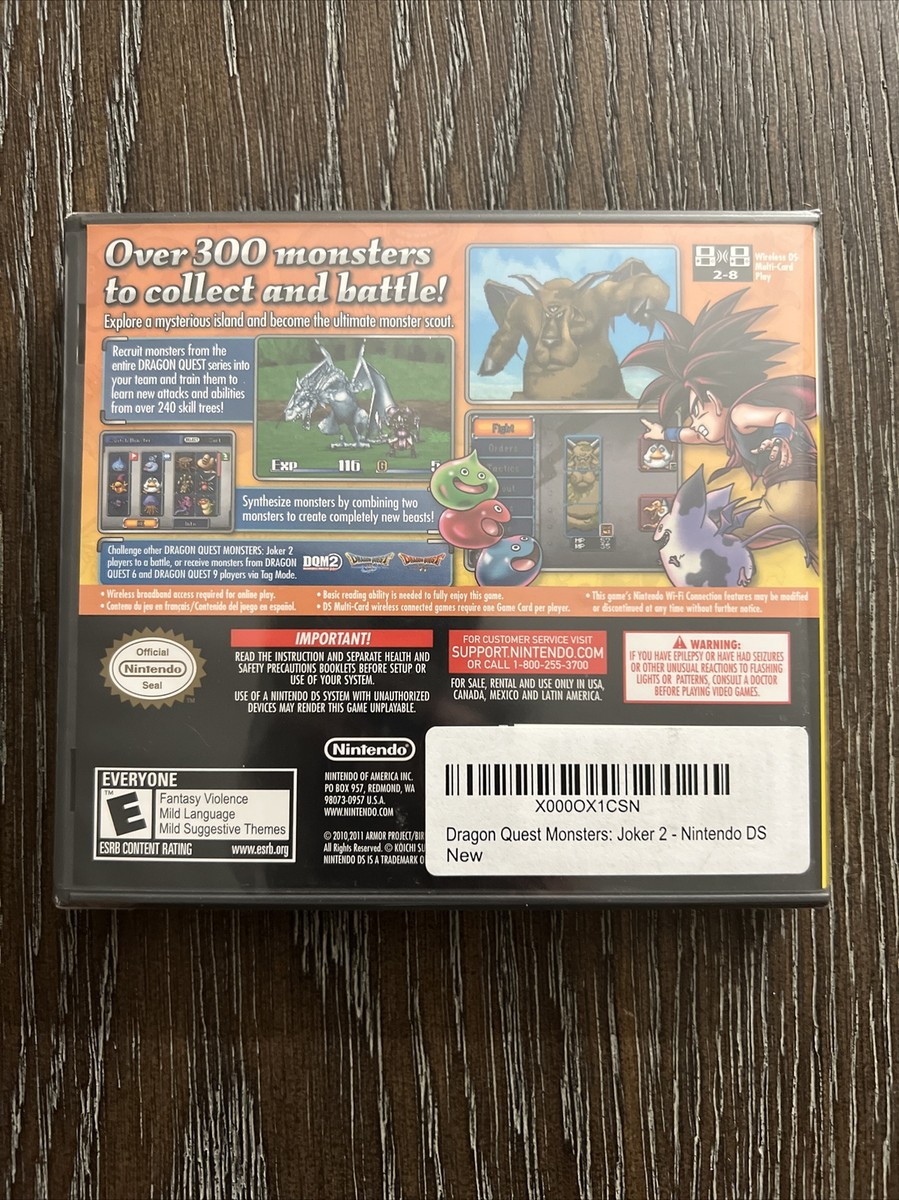 Over 300 monsters
to collect and battle!
Explore a mysterious island and become the ultimate monster scout.
Wireless DS
Multi-Card
Play
2-8
Recruit monsters from the
entire DRAGON QUEST series into
your team and train them to
learn new attacks and abilities
from over 240 skill trees!
Exp 116 G 5
Fight
Orders
Tactics
Synthesize monsters by combining two
monsters to create completely new beasts!
Challenge other DRAGON QUEST MONSTERS: Joker 2
players to a battle, or receive monsters from DRAGON
QUEST 6 and DRAGON QUEST 9 players via Tag Mode.
DQM2
DRAGON QUEST
DRAGON QUEST
• Wireless broadband access required for online play.
• Contenu du jeu en français/Contenido del juego en español.
• Basic reading ability is needed to fully enjoy this game.
• DS Multi-Card wireless connected games require one Game Card per player.
• This game's Nintendo Wi-Fi Connection features may be modified
or discontinued at any time without further notice.
Official
Nintendo
Seal
TM
IMPORTANT!
READ THE INSTRUCTION AND SEPARATE HEALTH AND
SAFETY PRECAUTIONS BOOKLETS BEFORE SETUP OR
USE OF YOUR SYSTEM.
USE OF A NINTENDO DS SYSTEM WITH UNAUTHORIZED
DEVICES MAY RENDER THIS GAME UNPLAYABLE.
FOR CUSTOMER SERVICE VISIT
SUPPORT.NINTENDO.COM
OR CALL 1-800-255-3700
FOR SALE, RENTAL AND USE ONLY IN USA,
CANADA, MEXICO AND LATIN AMERICA.
WARNING:
IF YOU HAVE EPILEPSY OR HAVE HAD SEIZURES
OR OTHER UNUSUAL REACTIONS TO FLASHING
LIGHTS OR PATTERNS, CONSULT A DOCTOR
BEFORE PLAYING VIDEO GAMES.
EVERYONE
TM
E
Fantasy Violence
Mild Language
Mild Suggestive Themes
ESRB CONTENT RATING www.esrb.org
Nintendo
NINTENDO OF AMERICA INC.
PO BOX 957, REDMOND, WA
98073-0957 U.S.A.
WWW.NINTENDO.COM
© 2010,2011 ARMOR PROJECT/BIR
All Rights Reserved. © KOICHI SU
NINTENDO DS IS A TRADEMARK O
X000OX1CSN
Dragon Quest Monsters: Joker 2 - Nintendo DS
New